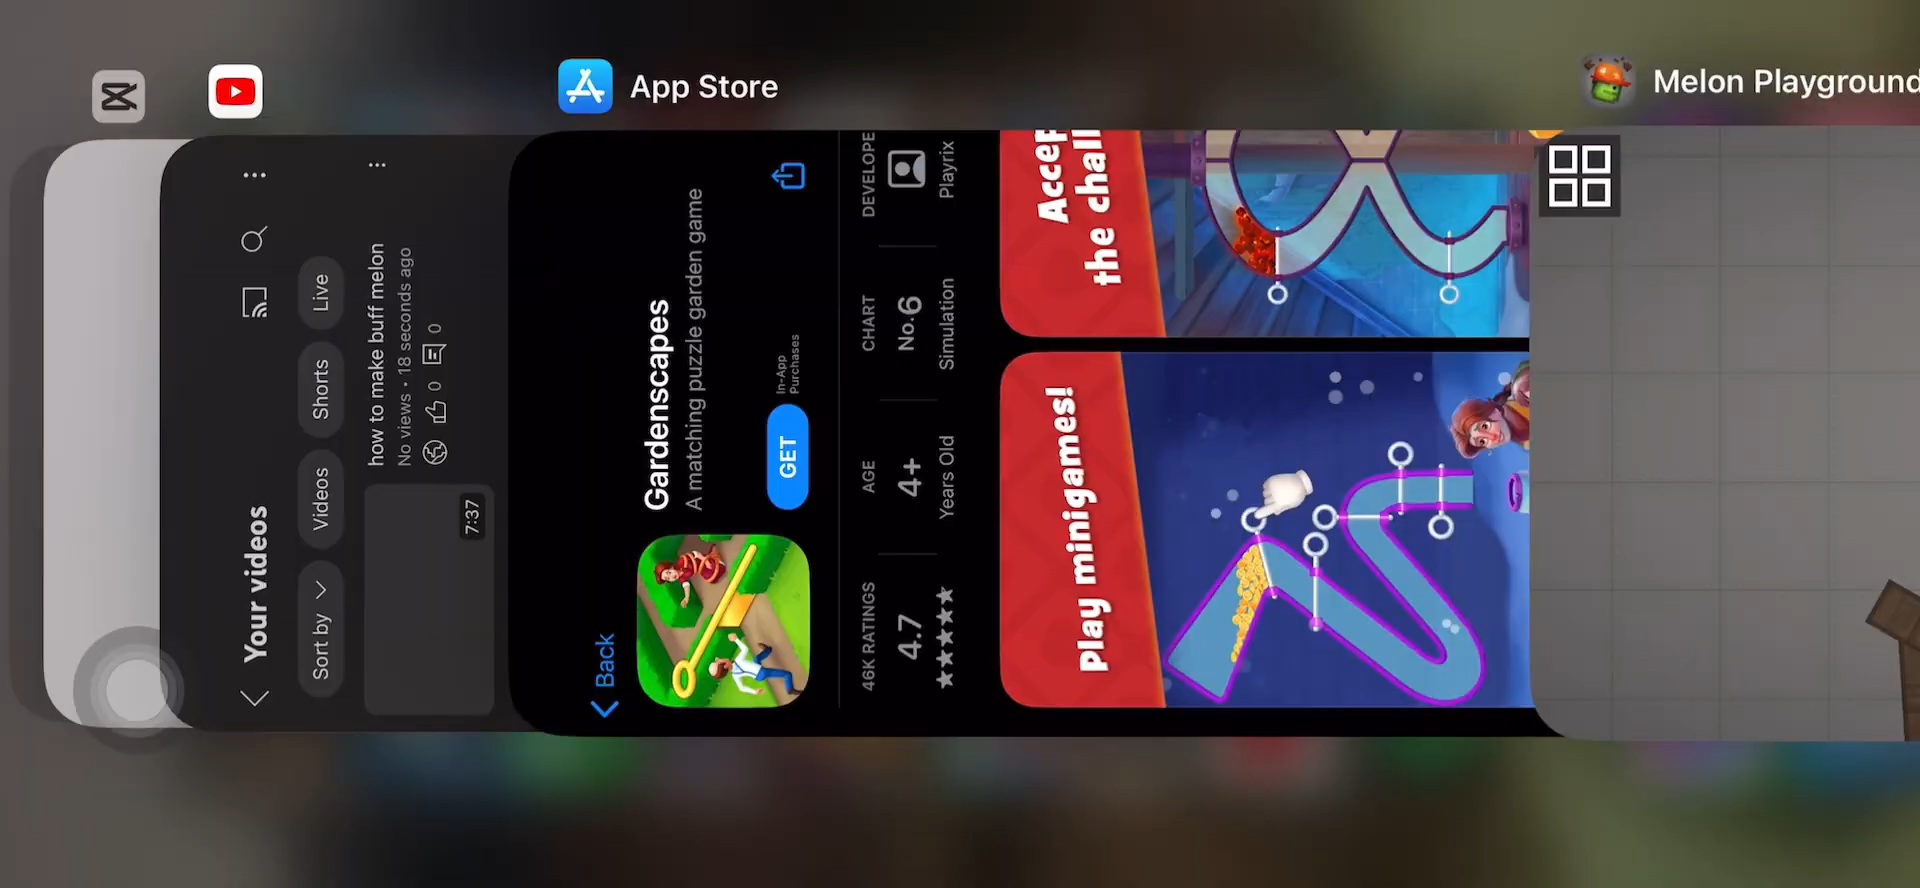 App Store
Melon Playground
Your videos
Sort by
Videos
Shorts
Live
7:37
how to make buff melon
No views • 18 seconds ago
0
0
Back
Gardenscapes
A matching puzzle garden game
GET
In-App
Purchases
46K RATINGS
4.7
★★★★★
AGE
4+
Years Old
CHART
No.6
Simulation
DEVELOPE
Playrix
Play minigames!
Accep
the chall